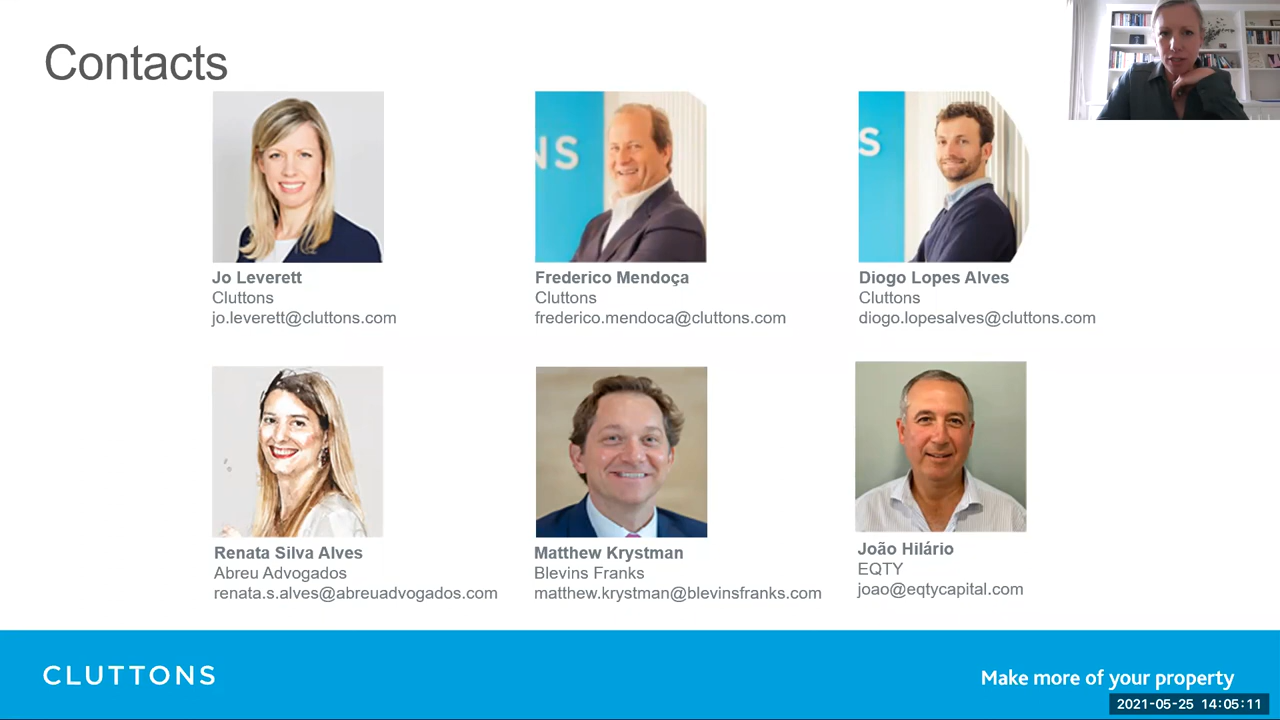 Contacts
NS
S
Jo Leverett
Cluttons
jo.leverett@cluttons.com
Frederico Mendoça
Cluttons
frederico.mendoca@cluttons.com
Diogo Lopes Alves
Cluttons
diogo.lopesalves@cluttons.com
Renata Silva Alves
Abreu Advogados
renata.s.alves@abreuadvogados.com
Matthew Krystman
Blevins Franks
matthew.krystman@blevinsfranks.com
João Hilário
EQTY
joao@eqtycapital.com
CLUTTONS
Make more of your property
2021-05-25 14:05:11